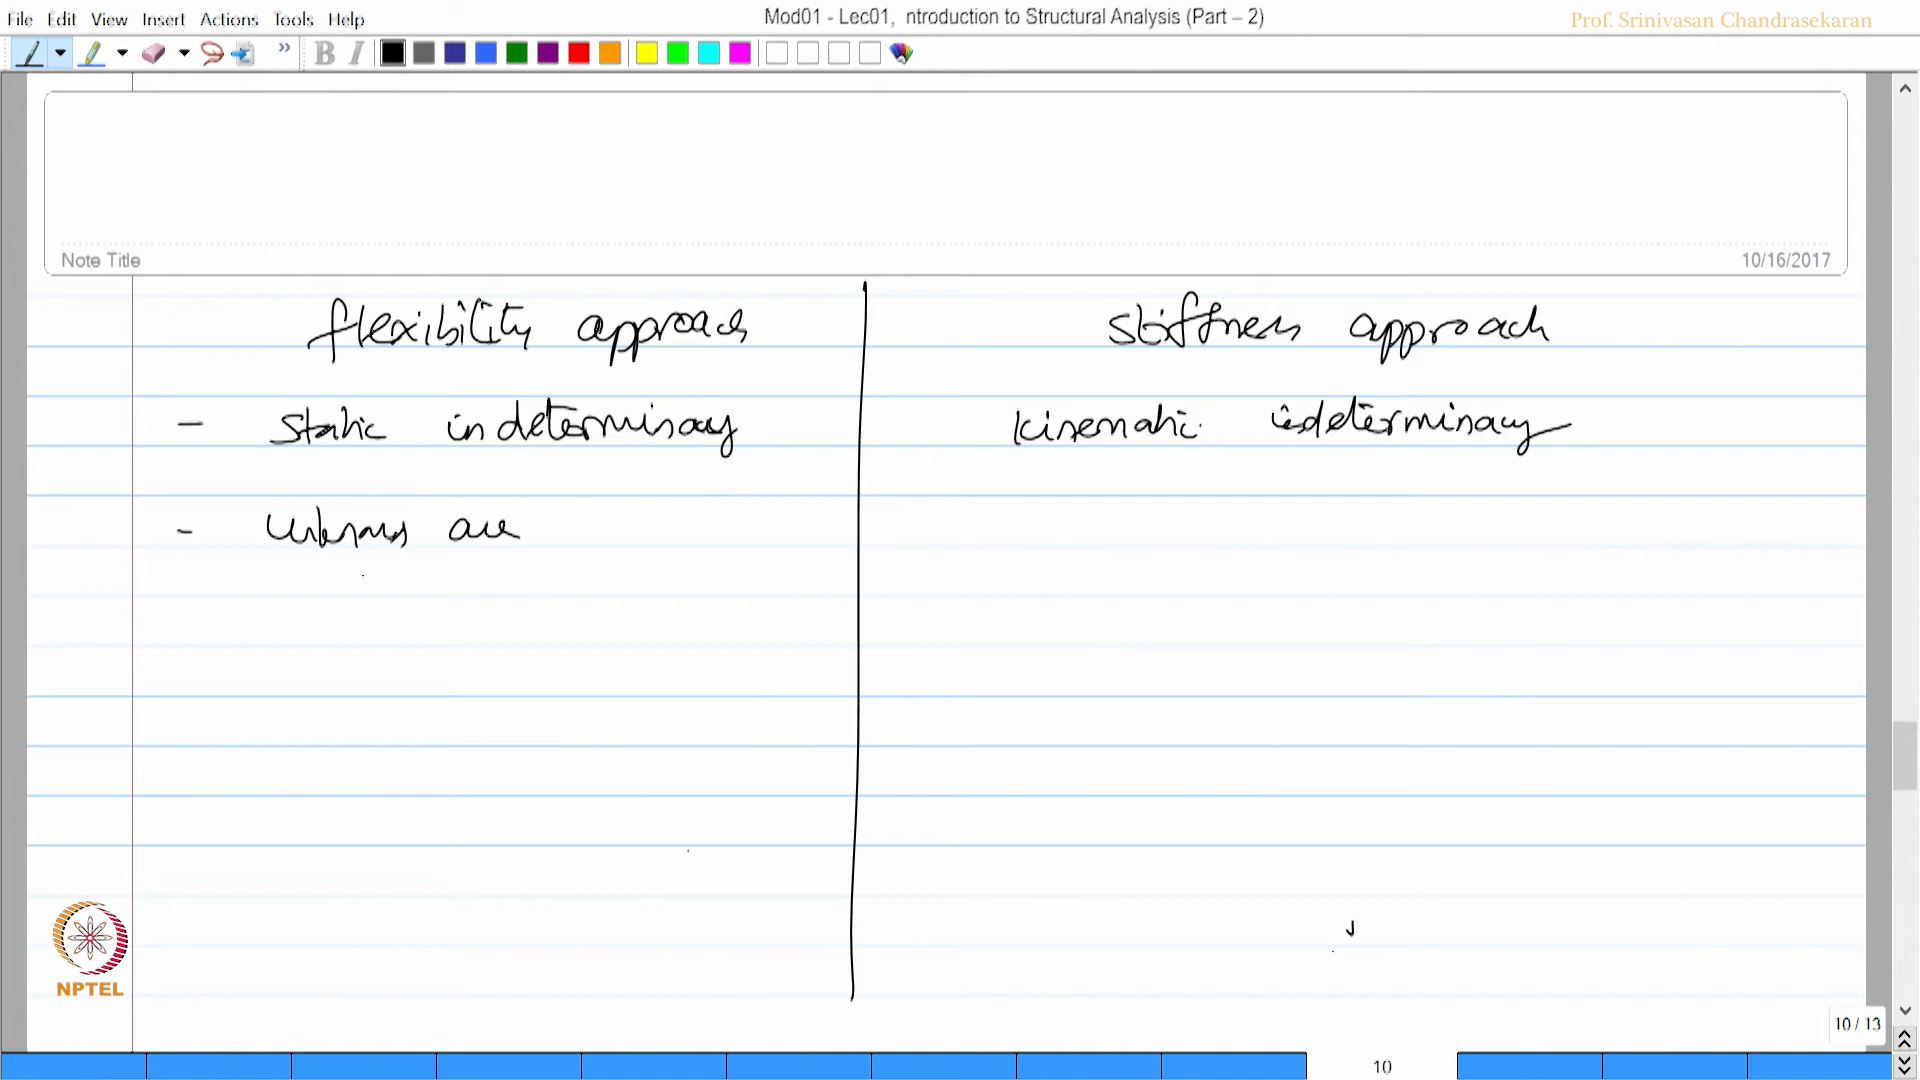 File Edit View Insert Actions Tools Help
Mod01 - Lec01, ntroduction to Structural Analysis (Part – 2)
Prof. Srinivasan Chandrasekaran
» B I
Note Title
10/16/2017
flexibility approach
stiffness approach
- Static indeterminacy
kinematic indeterminacy
- Unknowns are
NPTEL
10 / 13
10